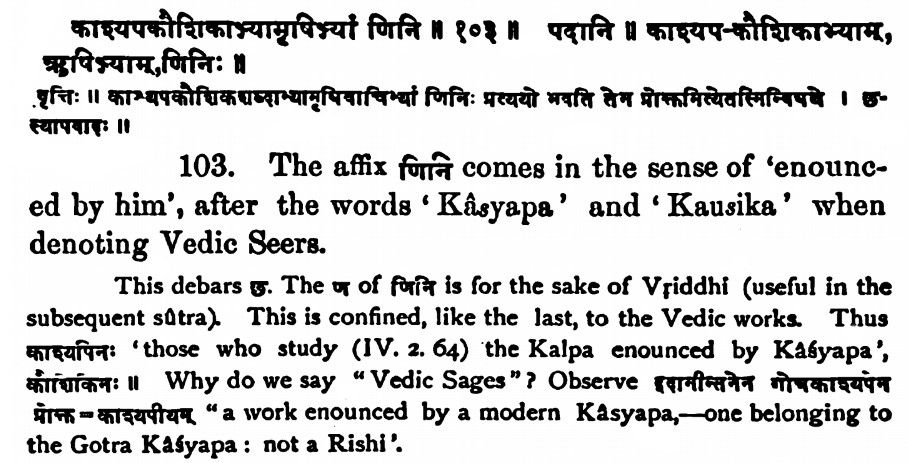 काश्यपकौशिकाभ्यामृषिभ्यां णिनि ॥ १०३ ॥ पदानि ॥ काश्यप-कौशिकाभ्याम्,
ऋषिभ्याम्, णिनिः ॥
वृत्तिः ॥ काश्यपकौशिकशब्दाभ्यामृषिवाचिभ्यां णिनिः प्रत्ययो भवति तेन प्रोक्तमित्येतस्मिन्विषये । छ-
स्यापवादः ॥
103. The affix णिनि comes in the sense of 'enounc-
ed by him', after the words 'Kâsyapa' and 'Kausika' when
denoting Vedic Seers.
This debars छ. The ण of णिनि is for the sake of Vṛiddhi (useful in the
subsequent sûtra). This is confined, like the last, to the Vedic works. Thus
काश्यपिनः 'those who study (IV. 2. 64) the Kalpa enounced by Kâśyapa',
कौशिकिनः ॥ Why do we say "Vedic Sages"? Observe इदानीन्तनेन गोत्रकाश्यपेन
प्रोक्तं = काश्यपीयम् "a work enounced by a modern Kâsyapa,—one belonging to
the Gotra Kâśyapa: not a Rishi'.